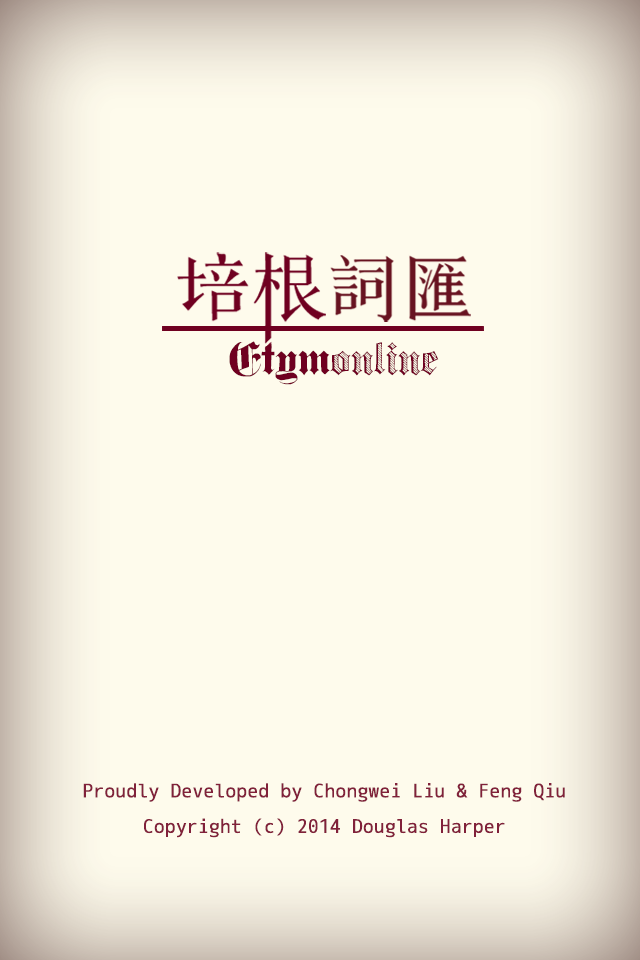 培根詞匯
Etymonline
Proudly Developed by Chongwei Liu & Feng Qiu
Copyright (c) 2014 Douglas Harper